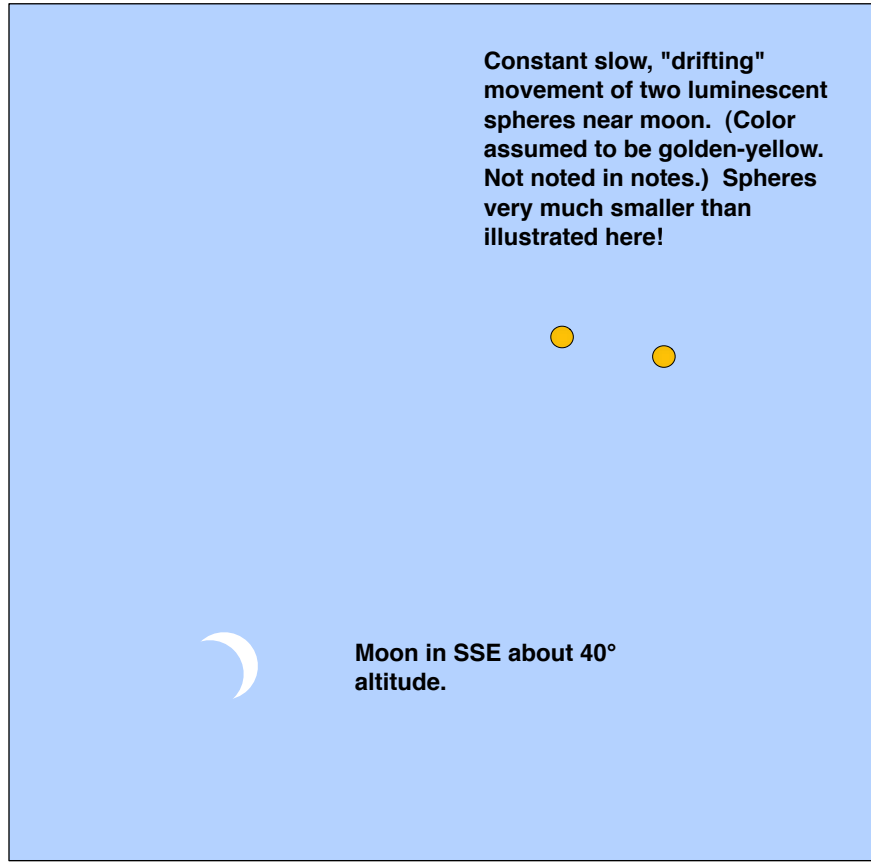 Constant slow, "drifting"
movement of two luminescent
spheres near moon.  (Color
assumed to be golden-yellow.
Not noted in notes.)  Spheres
very much smaller than
illustrated here!
Moon in SSE about 40°
altitude.